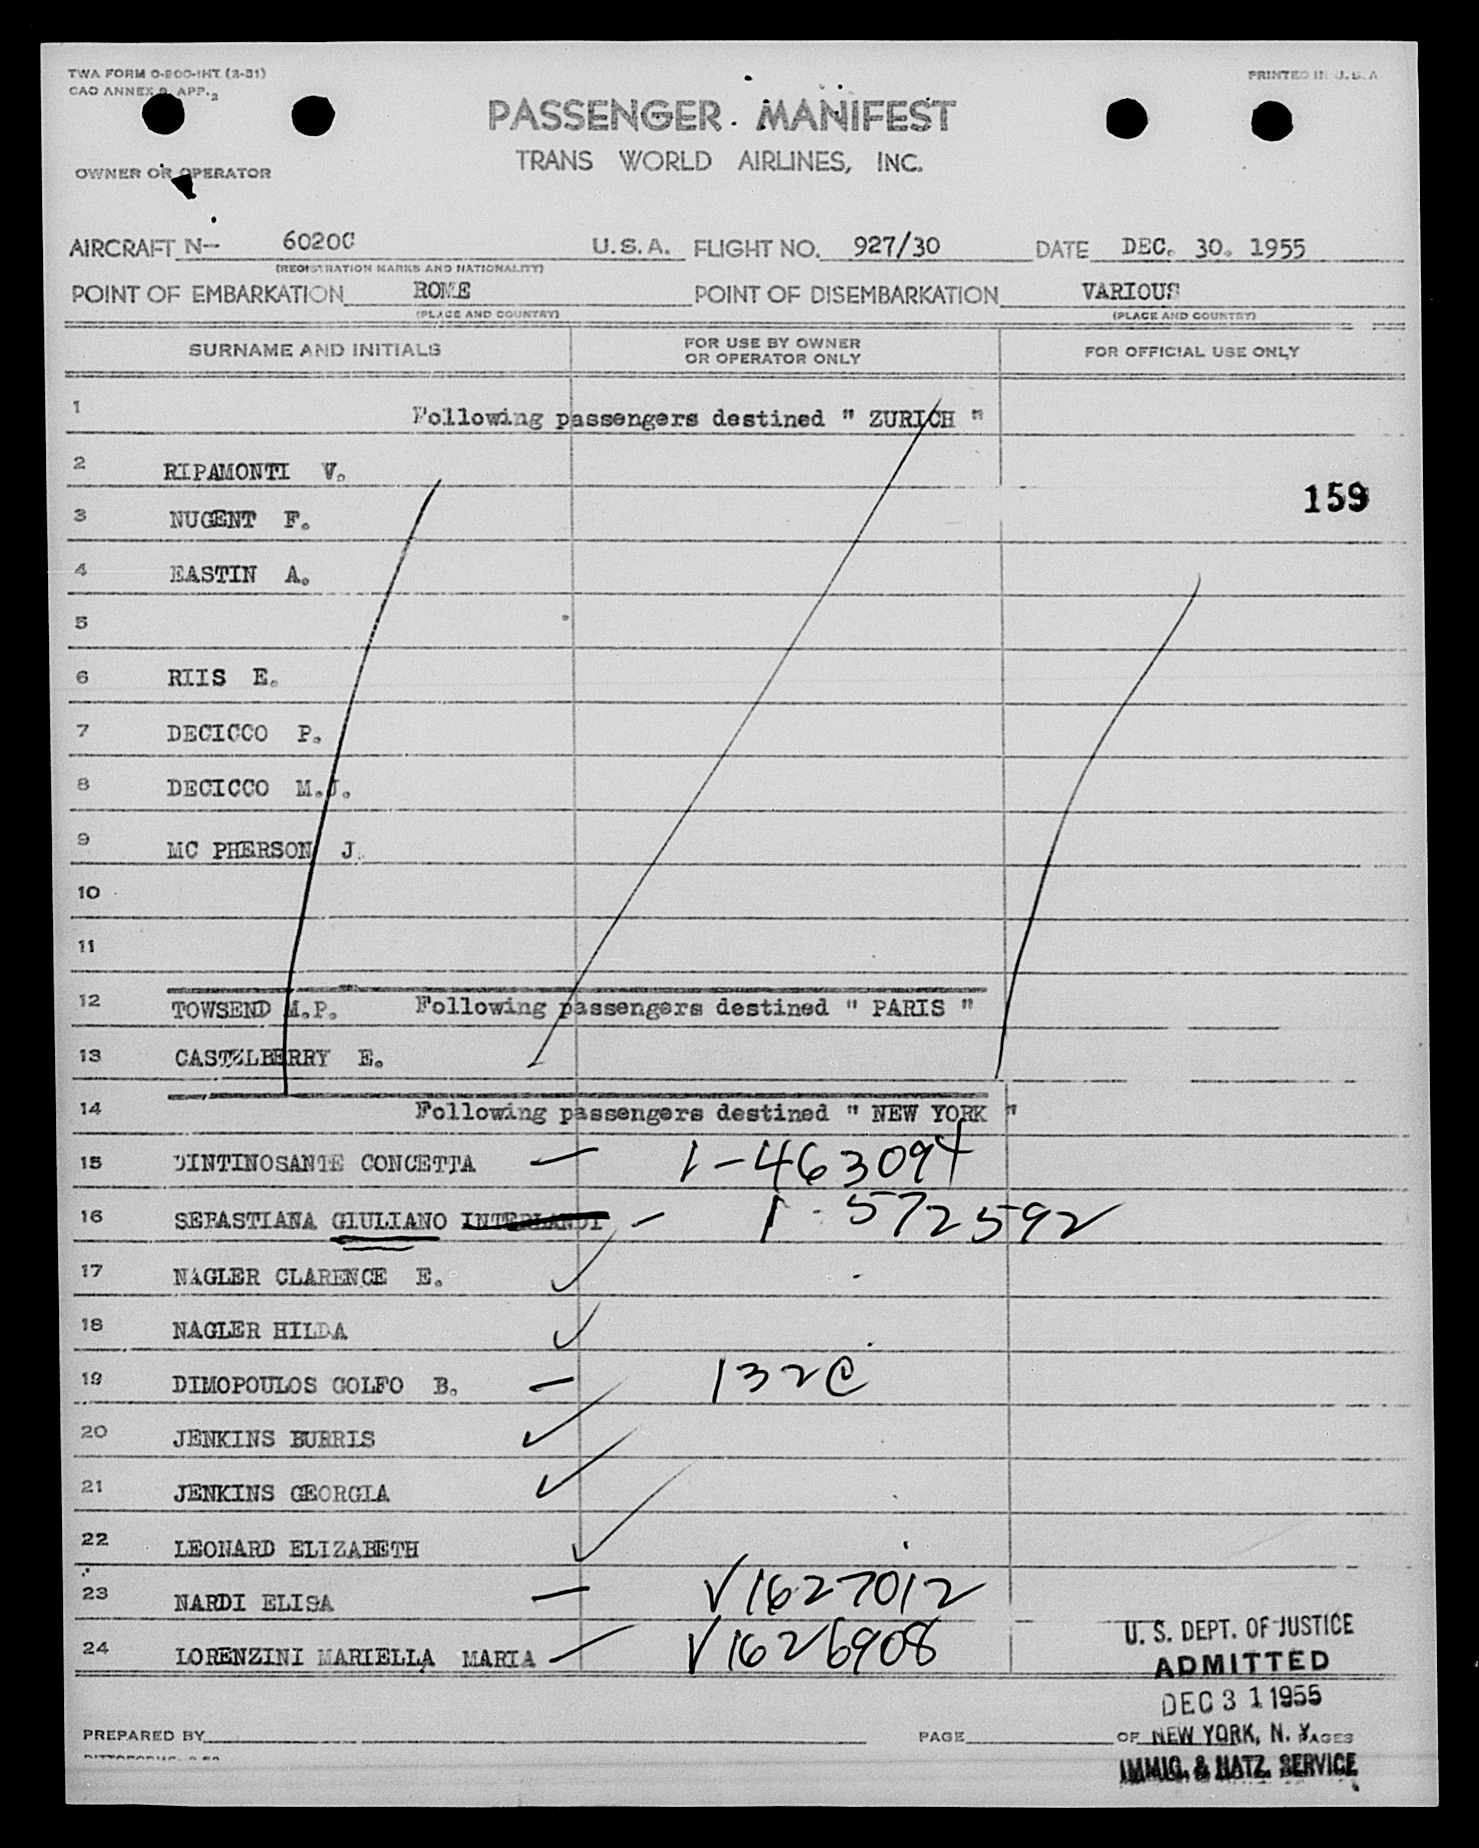 TWA FORM O-800-INT. (3-51)
PRINTED IN U.S.A
CAO ANNEX 9, APP. 2
PASSENGER MANIFEST
TRANS WORLD AIRLINES, INC.
OWNER OR OPERATOR
AIRCRAFT N- 6020C U.S.A. FLIGHT NO. 927/30 DATE DEC. 30. 1955
(REGISTRATION MARKS AND NATIONALITY)
POINT OF EMBARKATION ROME POINT OF DISEMBARKATION VARIOUS
(PLACE AND COUNTRY) (PLACE AND COUNTRY)
SURNAME AND INITIALS FOR USE BY OWNER OR OPERATOR ONLY FOR OFFICIAL USE ONLY
1 Following passengers destined " ZURICH "
2 RIPAMONTI V.
159
3 NUGENT F.
4 EASTIN A.
5
6 RIIS E.
7 DECICCO P.
8 DECICCO M.J.
9 MC PHERSON J.
10
11
12 TOWSEND M.P. Following passengers destined " PARIS "
13 CASTELBERRY E.
14 Following passengers destined " NEW YORK "
15 DINTINOSANTE CONCETTA — 1-463094
16 SEBASTIANA GIULIANO INTERLANDI — 1-572592
17 NAGLER CLARENCE E. ✓
18 NAGLER HILDA ✓
19 DIMOPOULOS GOLFO B. — 132C
20 JENKINS BURRIS ✓
21 JENKINS GEORGIA ✓
22 LEONARD ELIZABETH ✓
23 NARDI ELISA — V1627012
24 LORENZINI MARIELLA MARIA — V1626908
U. S. DEPT. OF JUSTICE
ADMITTED
DEC 31 1955
PREPARED BY PAGE OF PAGES
NEW YORK, N. Y.
IMMIG. & NATZ. SERVICE